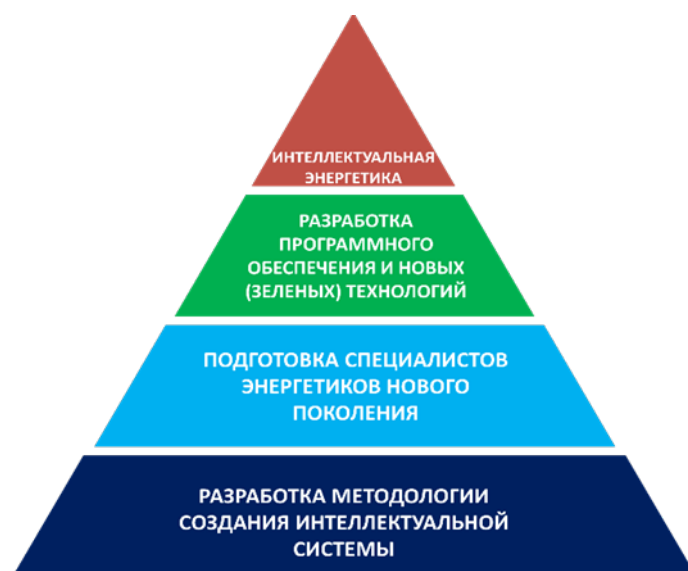 ИНТЕЛЛЕКТУАЛЬНАЯ
ЭНЕРГЕТИКА
РАЗРАБОТКА
ПРОГРАММНОГО
ОБЕСПЕЧЕНИЯ И НОВЫХ
(ЗЕЛЕНЫХ) ТЕХНОЛОГИЙ
ПОДГОТОВКА СПЕЦИАЛИСТОВ
ЭНЕРГЕТИКОВ НОВОГО
ПОКОЛЕНИЯ
РАЗРАБОТКА МЕТОДОЛОГИИ
СОЗДАНИЯ ИНТЕЛЛЕКТУАЛЬНОЙ
СИСТЕМЫ